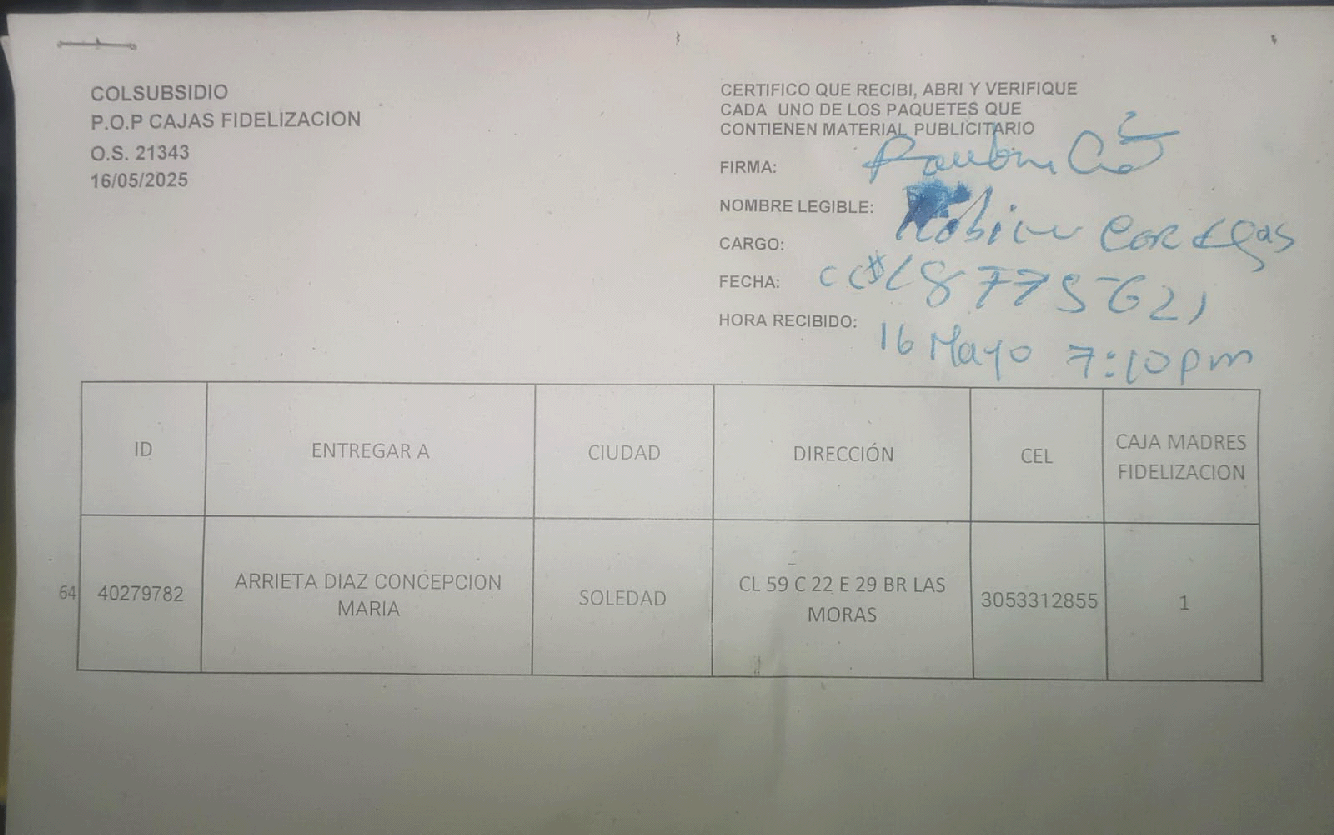 COLSUBSIDIO
P.O.P CAJAS FIDELIZACION
O.S. 21343
16/05/2025
CERTIFICO QUE RECIBI, ABRI Y VERIFIQUE
CADA UNO DE LOS PAQUETES QUE
CONTIENEN MATERIAL PUBLICITARIO
FIRMA:
NOMBRE LEGIBLE:
CARGO:
FECHA:
HORA RECIBIDO: 16 Mayo 7:10pm
ID ENTREGAR A CIUDAD DIRECCIÓN CEL CAJA MADRES
FIDELIZACION
64 40279782 ARRIETA DIAZ CONCEPCION SOLEDAD CL 59 C 22 E 29 BR LAS 3053312855 1
MARIA MORAS